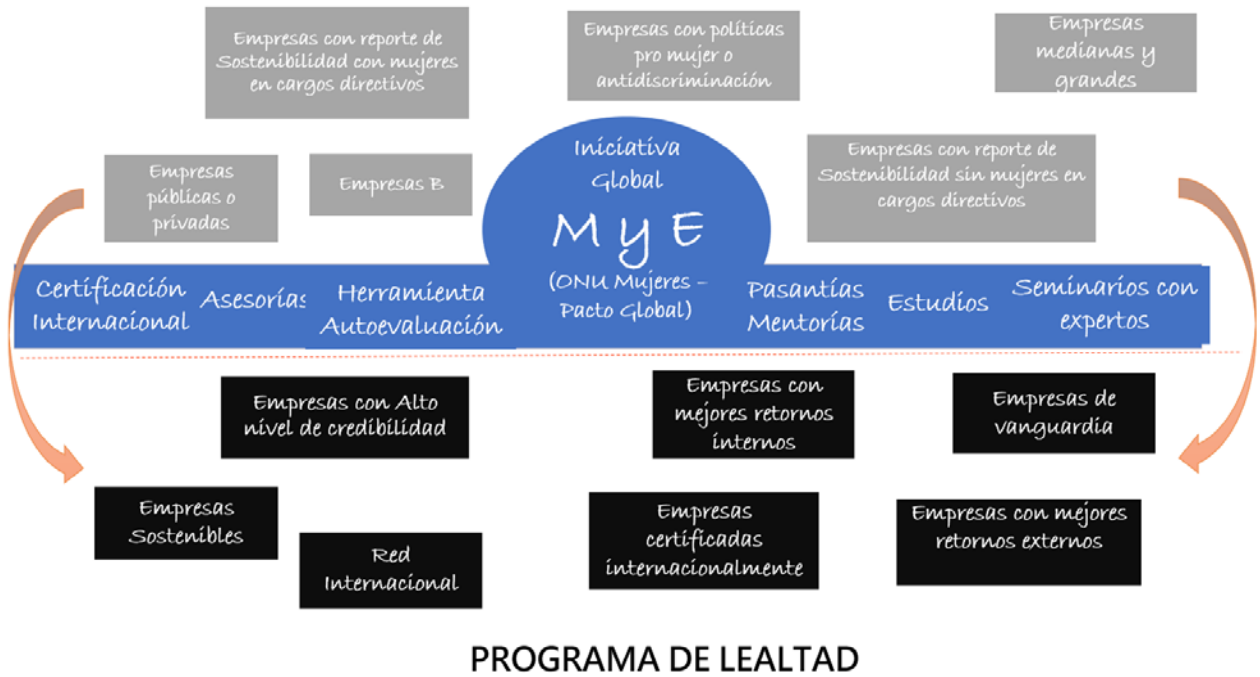 Empresas con reporte de
Sostenibilidad con mujeres
en cargos directivos
Empresas con políticas
pro mujer o
antidiscriminación
Empresas
medianas y
grandes
Empresas
públicas o
privadas
Empresas B
Iniciativa
Global
M y E
(ONU Mujeres –
Pacto Global)
Empresas con reporte de
Sostenibilidad sin mujeres en
cargos directivos
Certificación
Internacional
Asesorías
Herramienta
Autoevaluación
Pasantías
Mentorías
Estudios
Seminarios con
expertos
Empresas con Alto
nivel de credibilidad
Empresas con
mejores retornos
internos
Empresas de
vanguardia
Empresas
Sostenibles
Red
Internacional
Empresas
certificadas
internacionalmente
Empresas con mejores
retornos externos
PROGRAMA DE LEALTAD